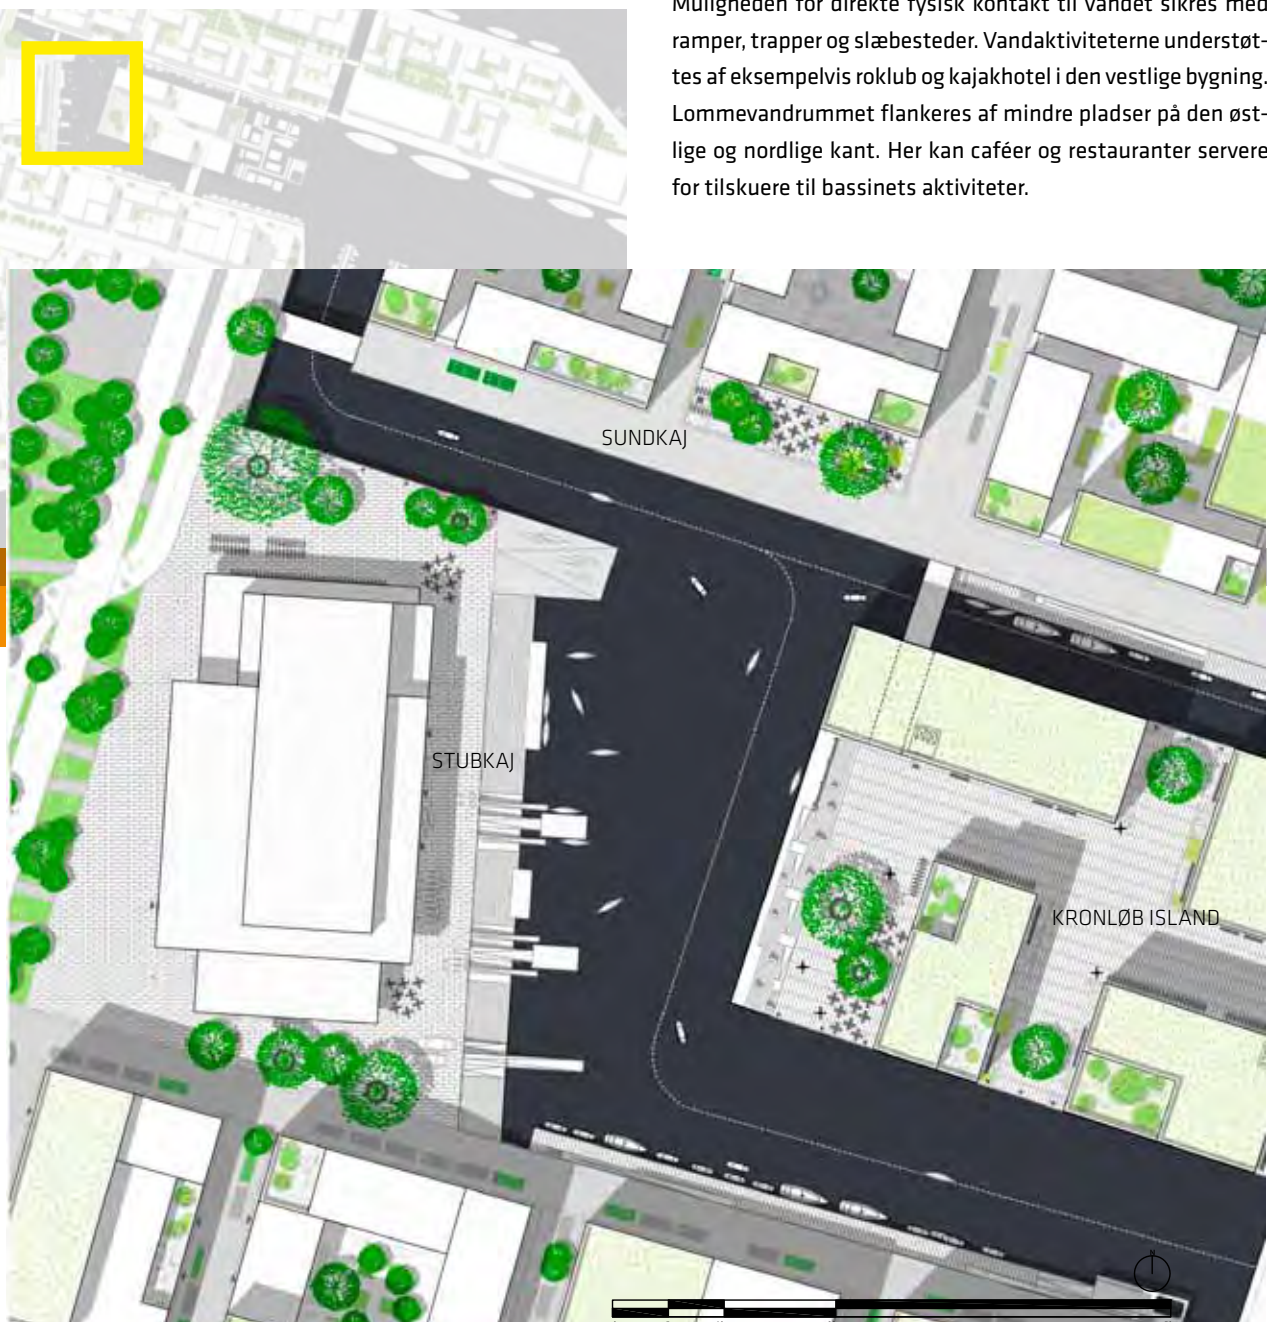 Muligheden for direkte fysisk kontakt til vandet sikres med
ramper, trapper og slæbesteder. Vandaktiviteterne understøt-
tes af eksempelvis roklub og kajakhotel i den vestlige bygning.
Lommevandrummet flankeres af mindre pladser på den øst-
lige og nordlige kant. Her kan caféer og restauranter servere
for tilskuere til bassinets aktiviteter.
SUNDKAJ
STUBKAJ
KRONLØB ISLAND
N